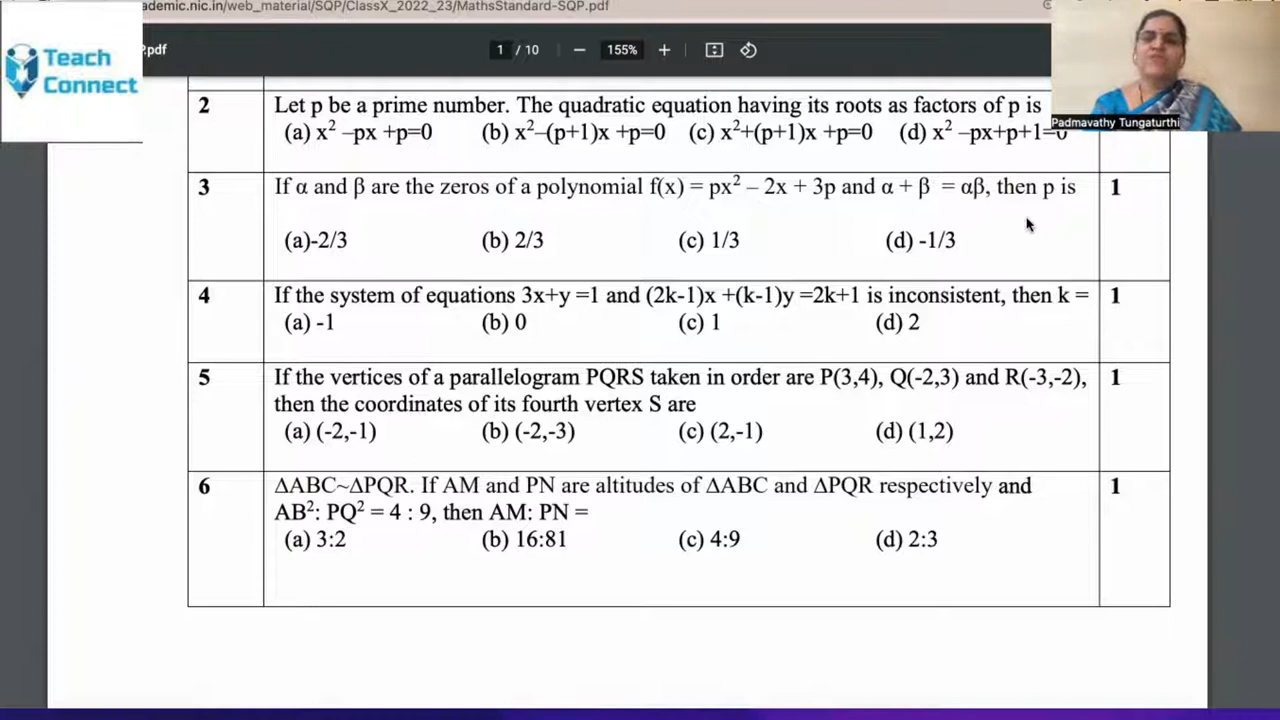 ademic.nic.in/web_material/SQP/ClassX_2022_23/MathsStandard-SQP.pdf
Teach
Connect
.pdf
1 / 10 − 155% +
2 Let p be a prime number. The quadratic equation having its roots as factors of p is
(a) x² –px +p=0 (b) x²–(p+1)x +p=0 (c) x²+(p+1)x +p=0 (d) x² –px+p+1=0
Padmavathy Tungaturthi
3 If α and β are the zeros of a polynomial f(x) = px² – 2x + 3p and α + β = αβ, then p is 1
(a)-2/3 (b) 2/3 (c) 1/3 (d) -1/3
4 If the system of equations 3x+y =1 and (2k-1)x +(k-1)y =2k+1 is inconsistent, then k = 1
(a) -1 (b) 0 (c) 1 (d) 2
5 If the vertices of a parallelogram PQRS taken in order are P(3,4), Q(-2,3) and R(-3,-2), 1
then the coordinates of its fourth vertex S are
(a) (-2,-1) (b) (-2,-3) (c) (2,-1) (d) (1,2)
6 ΔABC~ΔPQR. If AM and PN are altitudes of ΔABC and ΔPQR respectively and 1
AB²: PQ² = 4 : 9, then AM: PN =
(a) 3:2 (b) 16:81 (c) 4:9 (d) 2:3